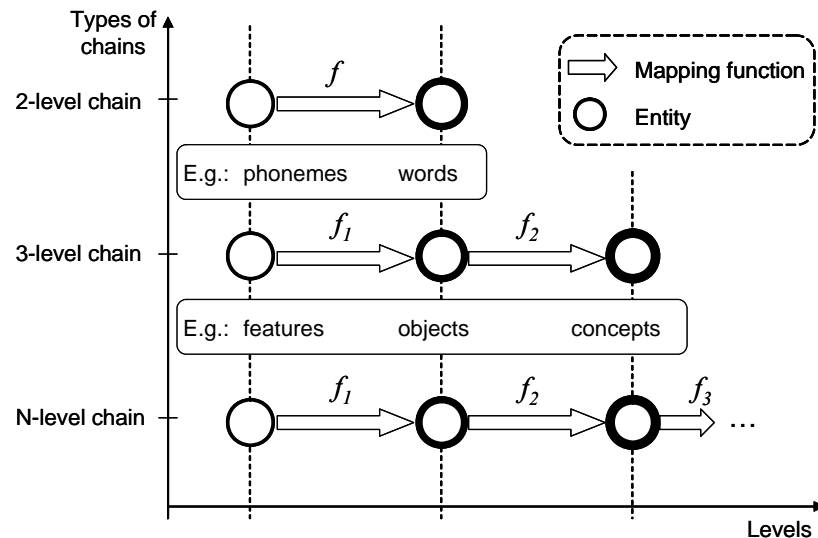 Types of
chains
f
Mapping function
2-level chain
Entity
E.g.: phonemes words
f1 f2
3-level chain
E.g.: features objects concepts
f1 f2 f3
N-level chain
...
Levels